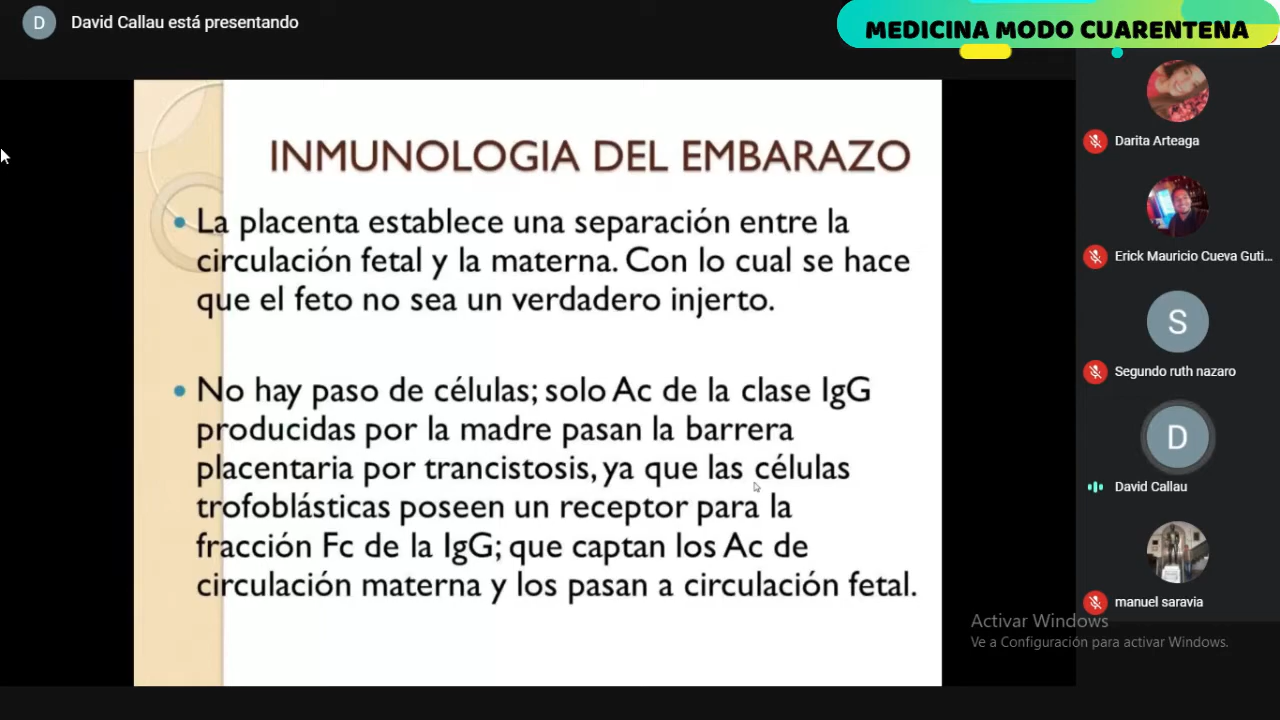 D
David Callau está presentando
MEDICINA MODO CUARENTENA
INMUNOLOGIA DEL EMBARAZO
• La placenta establece una separación entre la
circulación fetal y la materna. Con lo cual se hace
que el feto no sea un verdadero injerto.
• No hay paso de células; solo Ac de la clase IgG
producidas por la madre pasan la barrera
placentaria por trancistosis, ya que las células
trofoblásticas poseen un receptor para la
fracción Fc de la IgG; que captan los Ac de
circulación materna y los pasan a circulación fetal.
Darita Arteaga
Erick Mauricio Cueva Guti...
S
Segundo ruth nazaro
D
David Callau
manuel saravia
Activar Windows
Ve a Configuración para activar Windows.